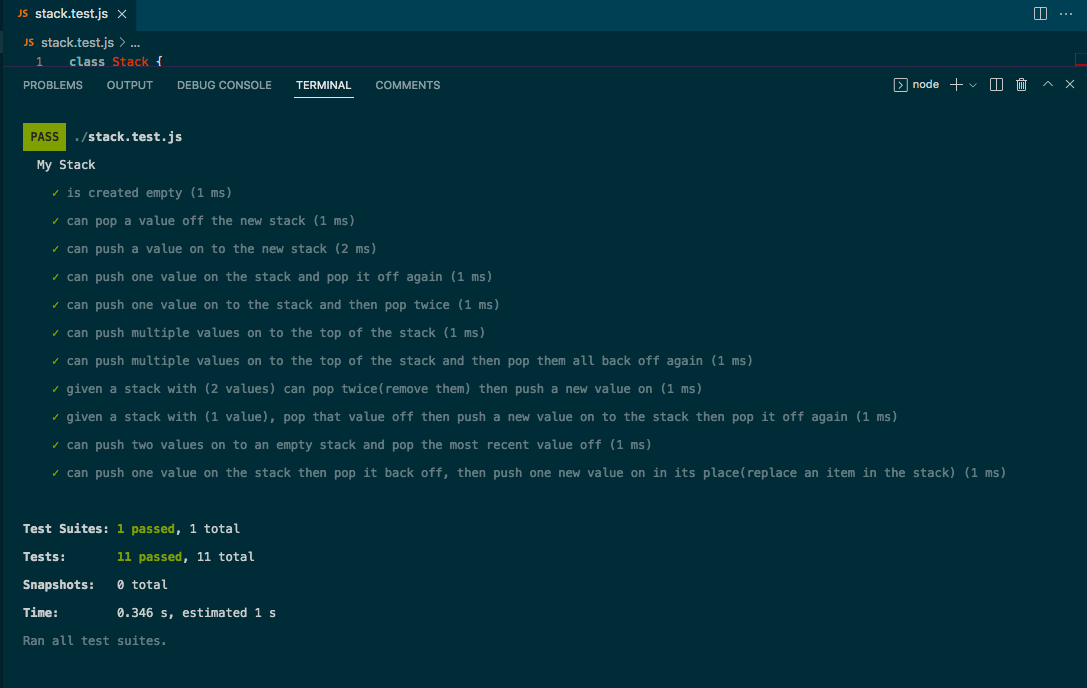 JS stack.test.js
JS stack.test.js > ...
1 class Stack {
PROBLEMS OUTPUT DEBUG CONSOLE TERMINAL COMMENTS node
PASS ./stack.test.js
My Stack
✓ is created empty (1 ms)
✓ can pop a value off the new stack (1 ms)
✓ can push a value on to the new stack (2 ms)
✓ can push one value on the stack and pop it off again (1 ms)
✓ can push one value on to the stack and then pop twice (1 ms)
✓ can push multiple values on to the top of the stack (1 ms)
✓ can push multiple values on to the top of the stack and then pop them all back off again (1 ms)
✓ given a stack with (2 values) can pop twice(remove them) then push a new value on (1 ms)
✓ given a stack with (1 value), pop that value off then push a new value on to the stack then pop it off again (1 ms)
✓ can push two values on to an empty stack and pop the most recent value off (1 ms)
✓ can push one value on the stack then pop it back off, then push one new value on in its place(replace an item in the stack) (1 ms)
Test Suites: 1 passed, 1 total
Tests: 11 passed, 11 total
Snapshots: 0 total
Time: 0.346 s, estimated 1 s
Ran all test suites.